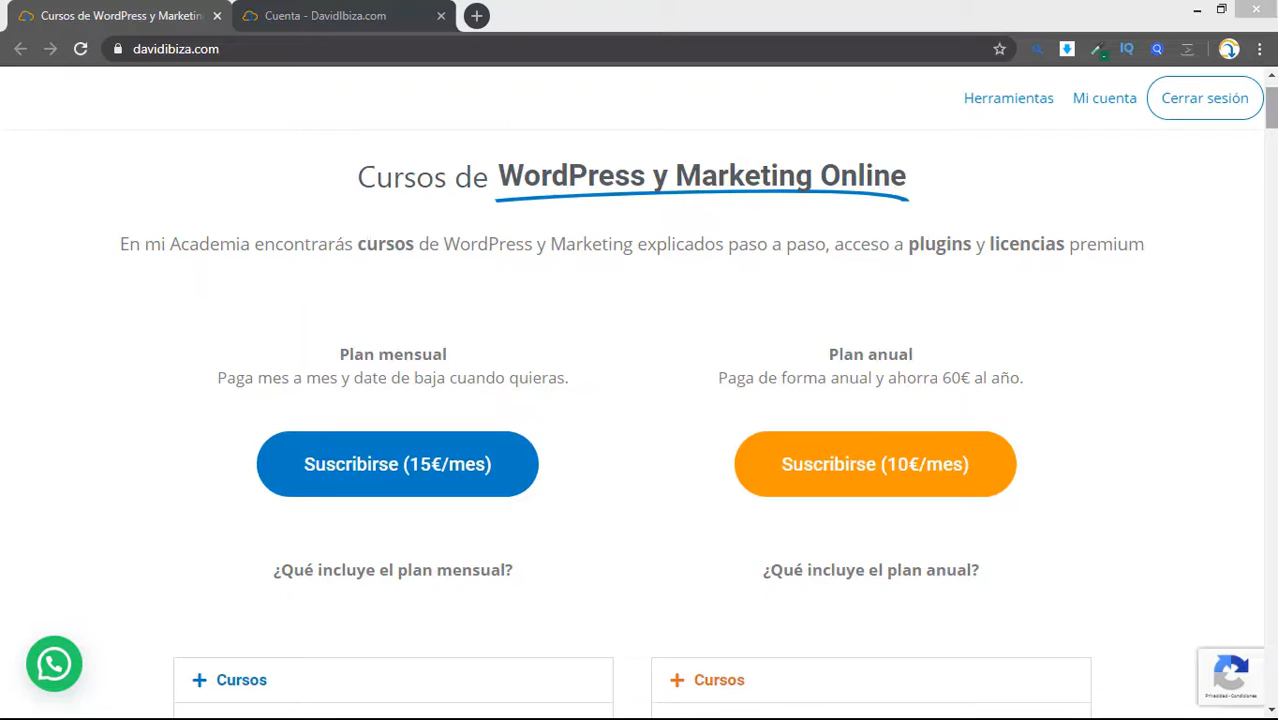 Cursos de WordPress y Marketin
Cuenta - DavidIbiza.com
davidibiza.com
IQ
Herramientas
Mi cuenta
Cerrar sesión
Cursos de WordPress y Marketing Online
En mi Academia encontrarás cursos de WordPress y Marketing explicados paso a paso, acceso a plugins y licencias premium
Plan mensual
Paga mes a mes y date de baja cuando quieras.
Suscribirse (15€/mes)
¿Qué incluye el plan mensual?
+ Cursos
Plan anual
Paga de forma anual y ahorra 60€ al año.
Suscribirse (10€/mes)
¿Qué incluye el plan anual?
+ Cursos
Privacidad - Condiciones